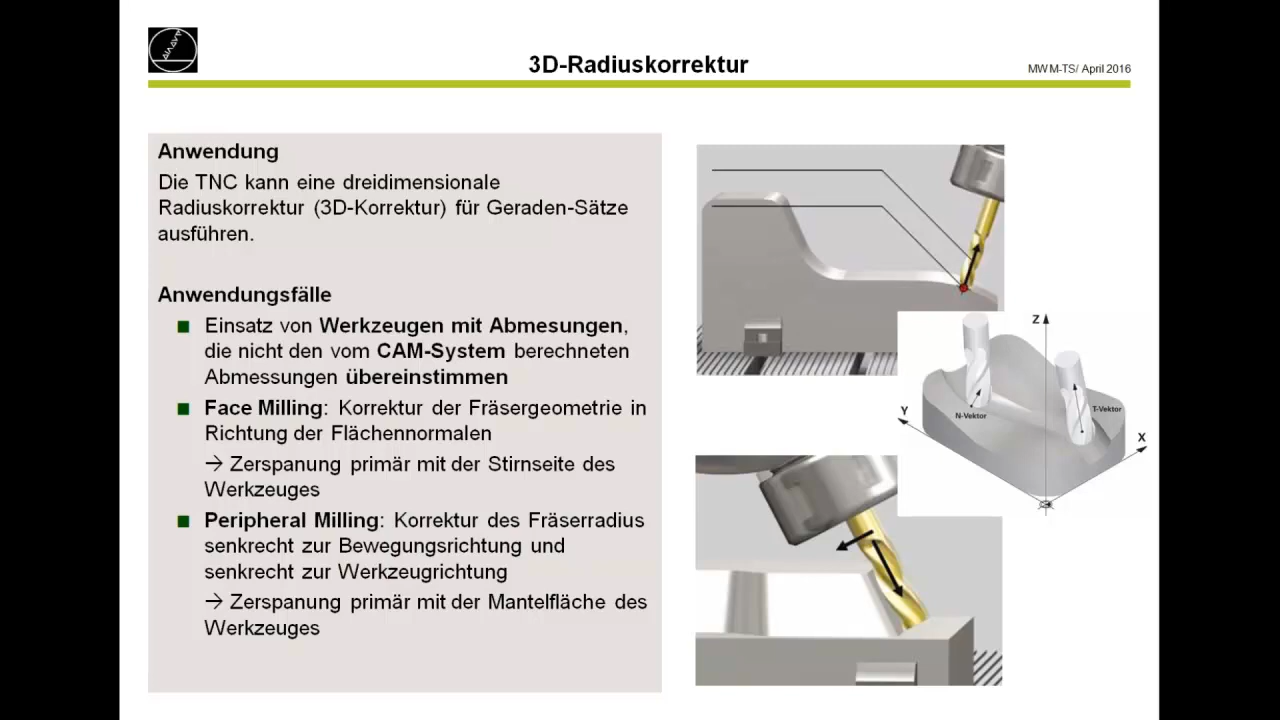 3D-Radiuskorrektur
MWM-TS/ April 2016
Anwendung
Die TNC kann eine dreidimensionale
Radiuskorrektur (3D-Korrektur) für Geraden-Sätze
ausführen.
Anwendungsfälle
■ Einsatz von Werkzeugen mit Abmesungen,
die nicht den vom CAM-System berechneten
Abmessungen übereinstimmen
■ Face Milling: Korrektur der Fräsergeometrie in
Richtung der Flächennormalen
→ Zerspanung primär mit der Stirnseite des
Werkzeuges
■ Peripheral Milling: Korrektur des Fräserradius
senkrecht zur Bewegungsrichtung und
senkrecht zur Werkzeugrichtung
→ Zerspanung primär mit der Mantelfläche des
Werkzeuges
Z
Y
N-Vektor
T-Vektor
X